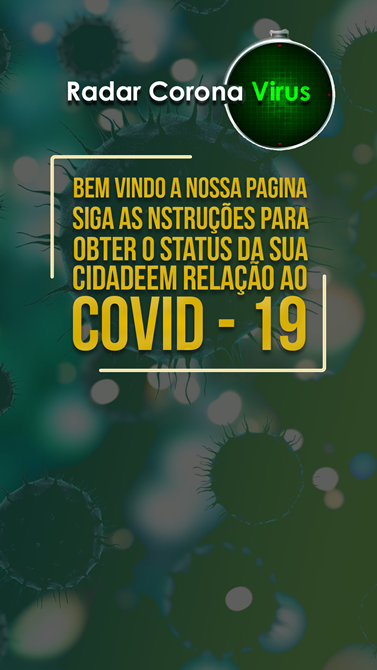 Radar Corona Virus
BEM VINDO A NOSSA PAGINA
SIGA AS NSTRUÇÕES PARA
OBTER O STATUS DA SUA
CIDADEEM RELAÇÃO AO
COVID - 19